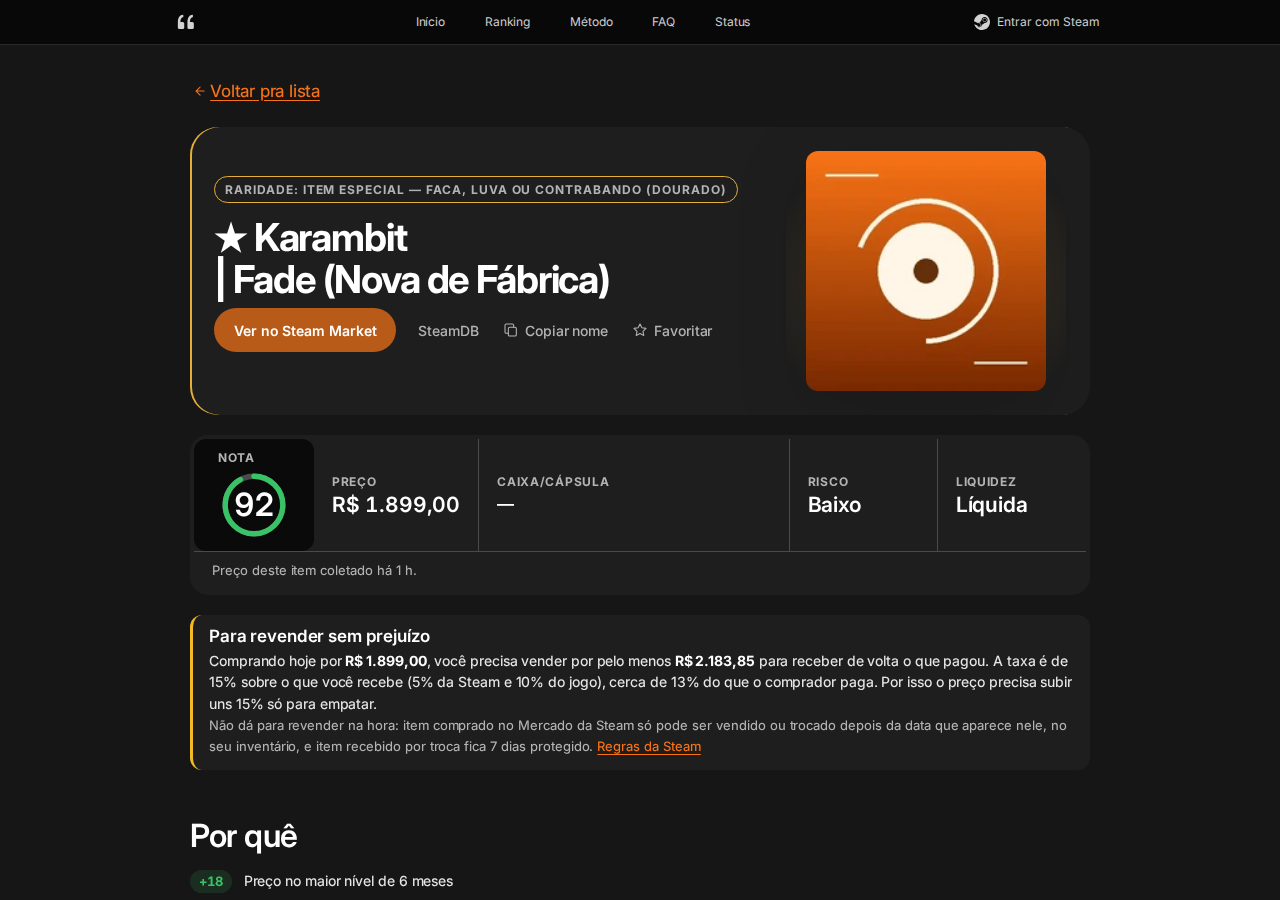 Início Ranking Método FAQ Status Entrar com Steam
← Voltar pra lista
RARIDADE: ITEM ESPECIAL — FACA, LUVA OU CONTRABANDO (DOURADO)
★ Karambit
| Fade (Nova de Fábrica)
Ver no Steam Market SteamDB Copiar nome Favoritar
NOTA
92
PREÇO
R$ 1.899,00
CAIXA/CÁPSULA
—
RISCO
Baixo
LIQUIDEZ
Líquida
Preço deste item coletado há 1 h.
Para revender sem prejuízo
Comprando hoje por R$ 1.899,00, você precisa vender por pelo menos R$ 2.183,85 para receber de volta o que pagou. A taxa é de
15% sobre o que você recebe (5% da Steam e 10% do jogo), cerca de 13% do que o comprador paga. Por isso o preço precisa subir
uns 15% só para empatar.
Não dá para revender na hora: item comprado no Mercado da Steam só pode ser vendido ou trocado depois da data que aparece nele, no
seu inventário, e item recebido por troca fica 7 dias protegido. Regras da Steam
Por quê
+18 Preço no maior nível de 6 meses